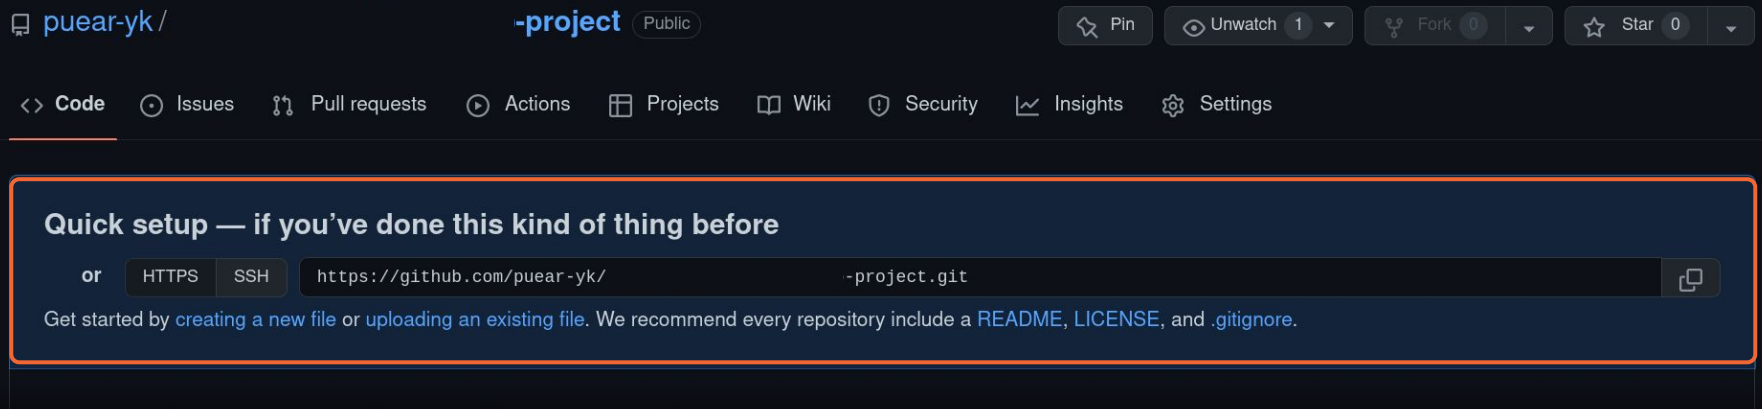 puear-yk / -project Public Pin Unwatch 1 Fork 0 Star 0
Code Issues Pull requests Actions Projects Wiki Security Insights Settings
Quick setup — if you’ve done this kind of thing before
or HTTPS SSH https://github.com/puear-yk/ -project.git
Get started by creating a new file or uploading an existing file. We recommend every repository include a README, LICENSE, and .gitignore.